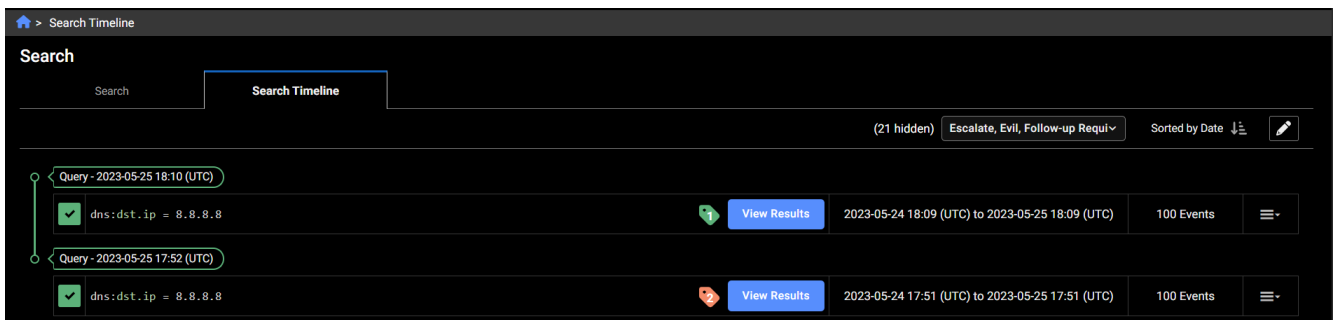 > Search Timeline
Search
Search Search Timeline
(21 hidden) Escalate, Evil, Follow-up Requi Sorted by Date
Query - 2023-05-25 18:10 (UTC)
dns:dst.ip = 8.8.8.8 1 View Results 2023-05-24 18:09 (UTC) to 2023-05-25 18:09 (UTC) 100 Events
Query - 2023-05-25 17:52 (UTC)
dns:dst.ip = 8.8.8.8 2 View Results 2023-05-24 17:51 (UTC) to 2023-05-25 17:51 (UTC) 100 Events